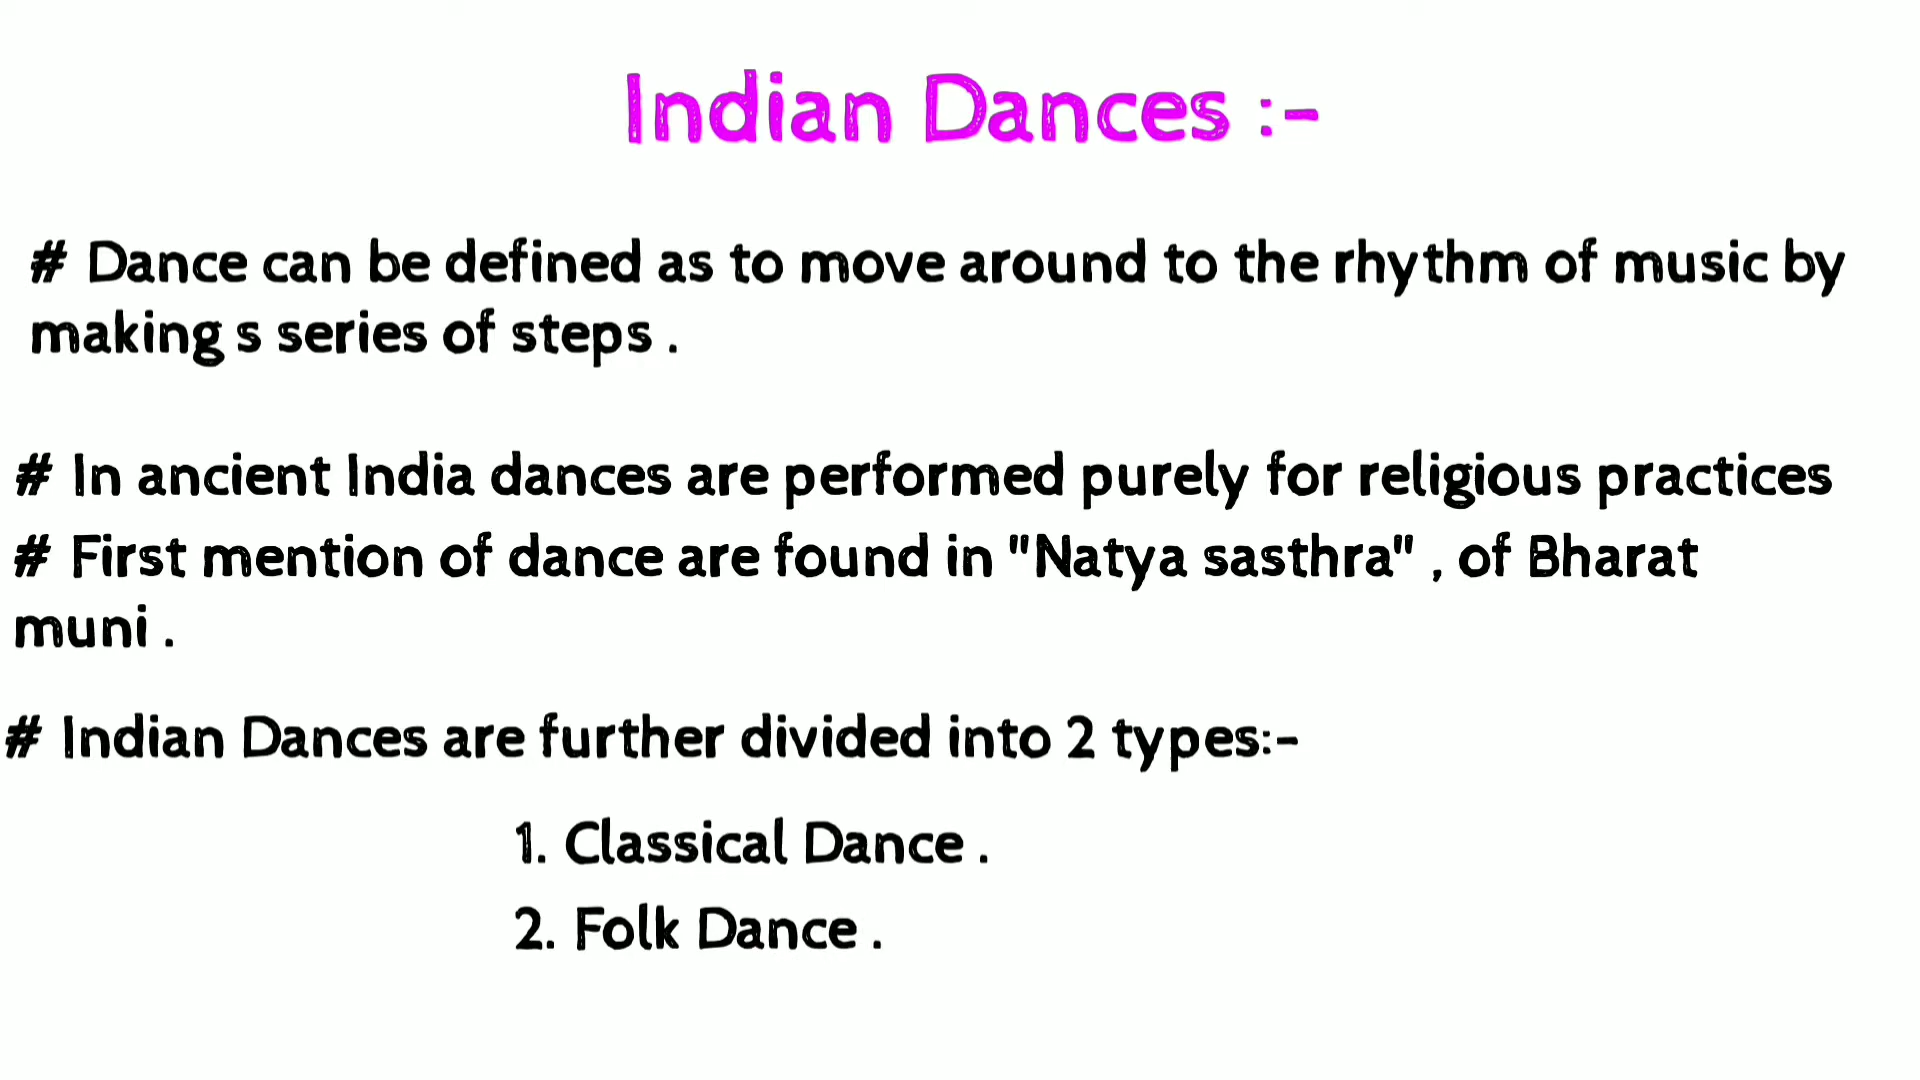 Indian Dances :-
# Dance can be defined as to move around to the rhythm of music by
making s series of steps .
# In ancient India dances are performed purely for religious practices
# First mention of dance are found in "Natya sasthra" , of Bharat
muni .
# Indian Dances are further divided into 2 types:-
1. Classical Dance .
2. Folk Dance .